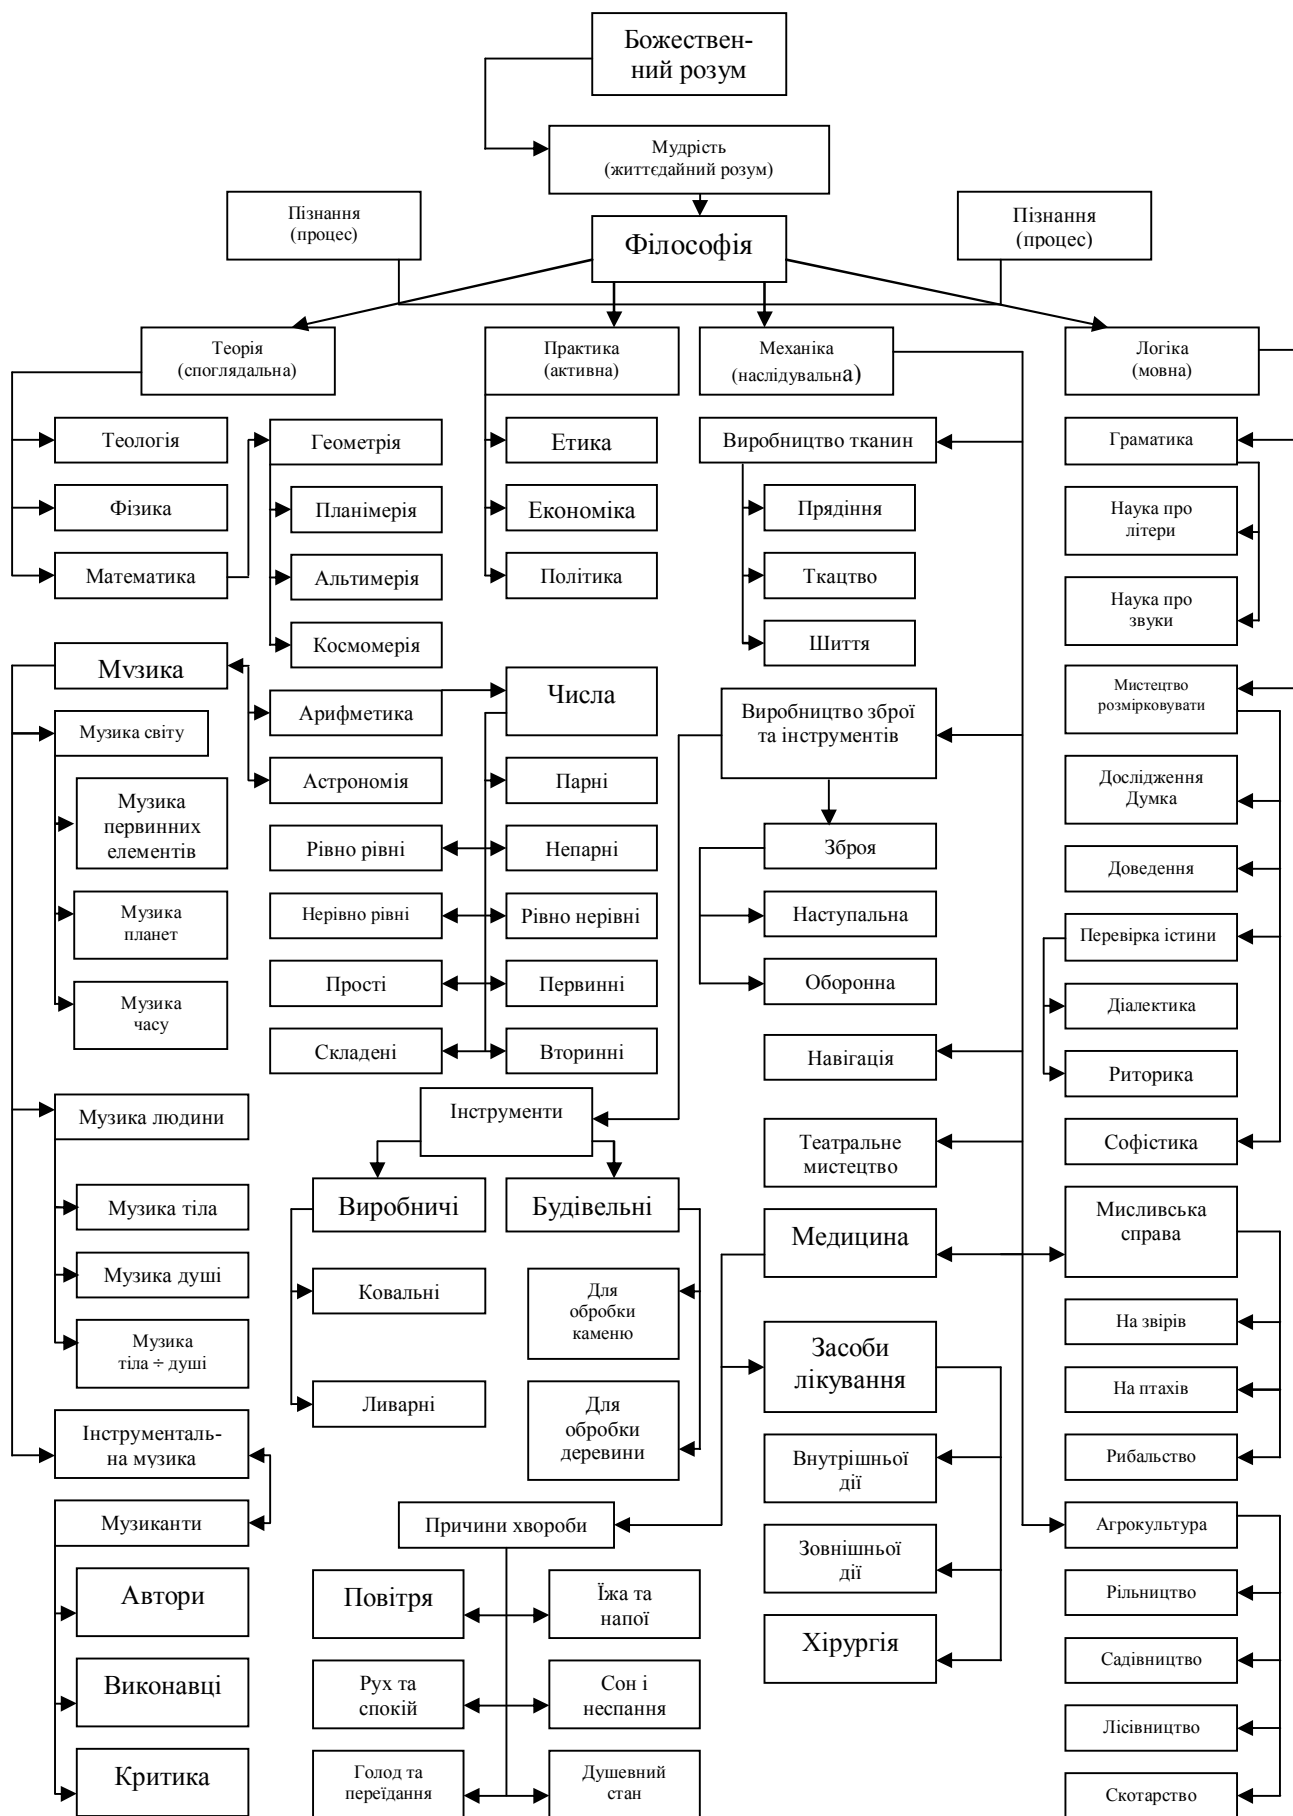 Божествен-
ний розум
Мудрість
(життєдайний розум)
Пізнання
(процес)
Філософія
Пізнання
(процес)
Теорія
(споглядальна)
Практика
(активна)
Механіка
(наслідувальна)
Логіка
(мовна)
Теологія
Геометрія
Етика
Виробництво тканин
Граматика
Фізика
Планімерія
Економіка
Прядіння
Наука про
літери
Математика
Альтимерія
Політика
Ткацтво
Наука про
звуки
Космомерія
Шиття
Музика
Арифметика
Числа
Виробництво зброї
та інструментів
Мистецтво
розмірковувати
Музика світу
Астрономія
Парні
Дослідження
Думка
Музика
первинних
елементів
Рівно рівні
Непарні
Зброя
Доведення
Музика
планет
Нерівно рівні
Рівно нерівні
Наступальна
Перевірка істини
Прості
Первинні
Оборонна
Діалектика
Музика
часу
Складені
Вторинні
Навігація
Риторика
Музика людини
Інструменти
Театральне
мистецтво
Софістика
Музика тіла
Виробничі
Будівельні
Медицина
Мисливська
справа
Музика душі
Ковальні
Для
обробки
каменю
На звірів
Музика
тіла ÷ душі
Засоби
лікування
На птахів
Ливарні
Для
обробки
деревини
Інструменталь-
на музика
Внутрішньої
дії
Рибальство
Музиканти
Причини хвороби
Зовнішньої
дії
Агрокультура
Автори
Повітря
Їжа та
напої
Хірургія
Рільництво
Виконавці
Рух та
спокій
Сон і
неспання
Садівництво
Лісівництво
Критика
Голод та
переїдання
Душевний
стан
Скотарство